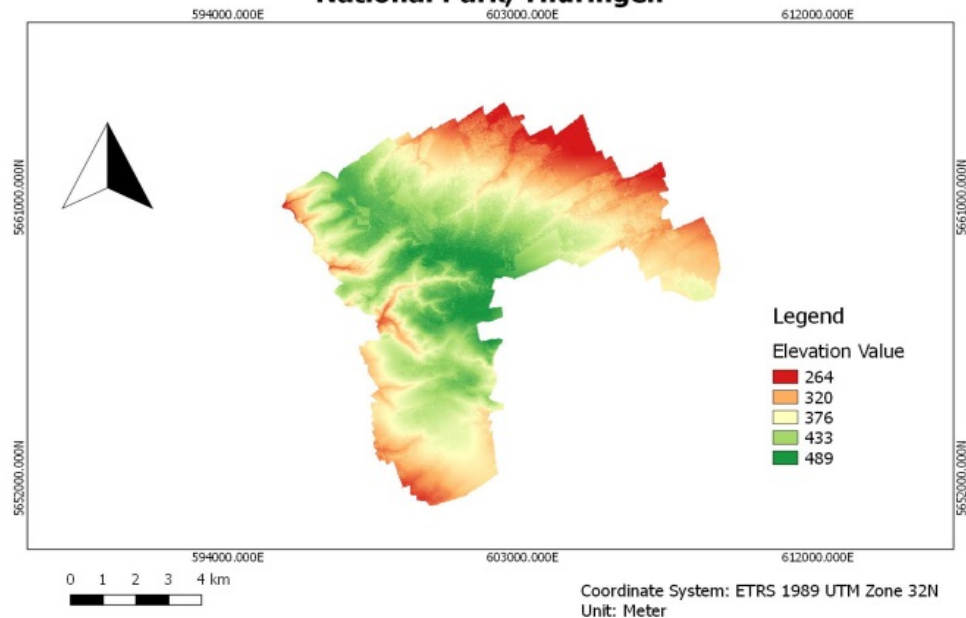 National Park, Thüringen
594000.000E 603000.000E 612000.000E
5661000.000N
5661000.000N
5652000.000N
5652000.000N
Legend
Elevation Value
264
320
376
433
489
594000.000E 603000.000E 612000.000E
0 1 2 3 4 km
Coordinate System: ETRS 1989 UTM Zone 32N
Unit: Meter